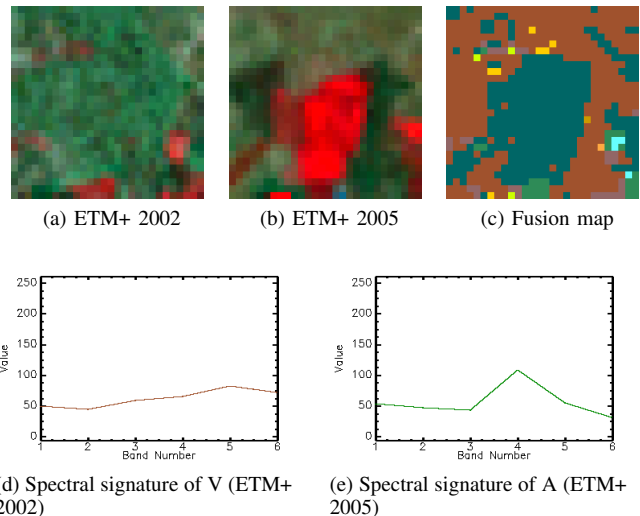 (a) ETM+ 2002
(b) ETM+ 2005
(c) Fusion map
250
200
150
100
50
0
Value
1 2 3 4 5 6
Band Number
250
200
150
100
50
0
Value
1 2 3 4 5 6
Band Number
(d) Spectral signature of V (ETM+
2002)
(e) Spectral signature of A (ETM+
2005)